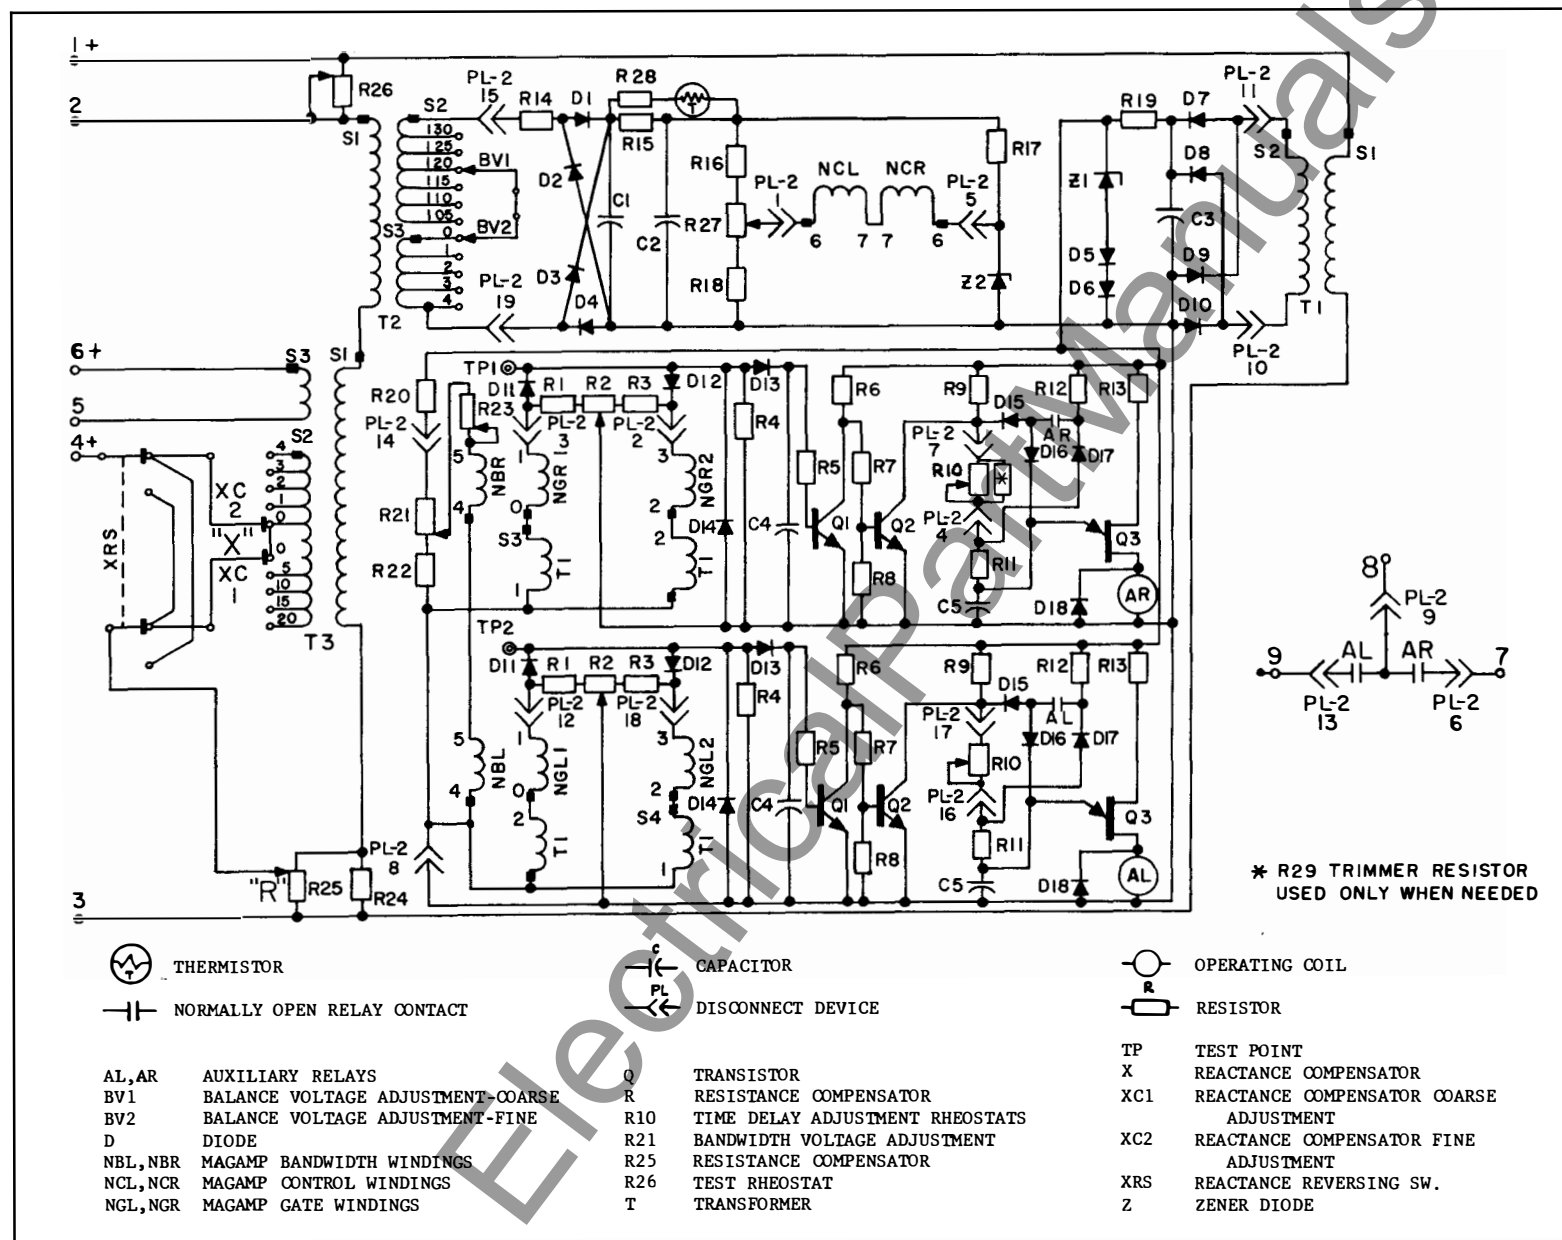 1 +
2
R26
S1
S2
PL-2
15
R14
D1
R 28
T
R15
130
125
120
115
110
105
BV1
BV2
S3
0
1
2
3
4
T2
PL-2
19
D2
D3
D4
C1
C2
R16
R27
R18
PL-2
1
NCL
NCR
6
7
7
6
PL-2
5
R17
Z2
Z1
D5
D6
R19
D7
D8
C3
D9
D10
PL-2
11
S2
S1
T1
PL-2
10
6+
5
4+
S3
S1
S2
4
3
2
1
0
0
5
10
15
20
XC
2
"X"
XC
1
XRS
T3
R20
PL-2
14
R21
R22
R23
5
NBR
4
TP1
D11
R1
R2
R3
D12
D13
PL-2
3
PL-2
2
1
NGR 1
0
S3
1
T1
3
NGR2
2
2
T1
R4
D14
C4
R5
R6
R7
R8
Q1
Q2
R9
D15
R12
R13
PL-2
7
AR
D16
D17
R10
*
PL-2
4
R11
C5
D18
Q3
AR
TP2
D11
R1
R2
R3
D12
D13
PL-2
12
PL-2
18
5
NBL
4
1
NGL1
0
2
T1
3
NGL2
2
S4
T1
1
R4
D14
C4
R5
R6
R7
R8
Q1
Q2
R9
D15
R12
R13
PL-2
17
AL
D16
D17
R10
PL-2
16
R11
C5
D18
Q3
AL
PL-2
8
"R"
R25
R24
3
8
PL-2
9
9
AL
AR
7
PL-2
13
PL-2
6
* R29 TRIMMER RESISTOR
USED ONLY WHEN NEEDED
T
THERMISTOR
C
CAPACITOR
OPERATING COIL
NORMALLY OPEN RELAY CONTACT
PL
DISCONNECT DEVICE
R
RESISTOR
AL,AR AUXILIARY RELAYS
BV1 BALANCE VOLTAGE ADJUSTMENT-COARSE
BV2 BALANCE VOLTAGE ADJUSTMENT-FINE
D DIODE
NBL,NBR MAGAMP BANDWIDTH WINDINGS
NCL,NCR MAGAMP CONTROL WINDINGS
NGL,NGR MAGAMP GATE WINDINGS
Q TRANSISTOR
R RESISTANCE COMPENSATOR
R10 TIME DELAY ADJUSTMENT RHEOSTATS
R21 BANDWIDTH VOLTAGE ADJUSTMENT
R25 RESISTANCE COMPENSATOR
R26 TEST RHEOSTAT
T TRANSFORMER
TP TEST POINT
X REACTANCE COMPENSATOR
XC1 REACTANCE COMPENSATOR COARSE
ADJUSTMENT
XC2 REACTANCE COMPENSATOR FINE
ADJUSTMENT
XRS REACTANCE REVERSING SW.
Z ZENER DIODE
ElectricalPartManuals